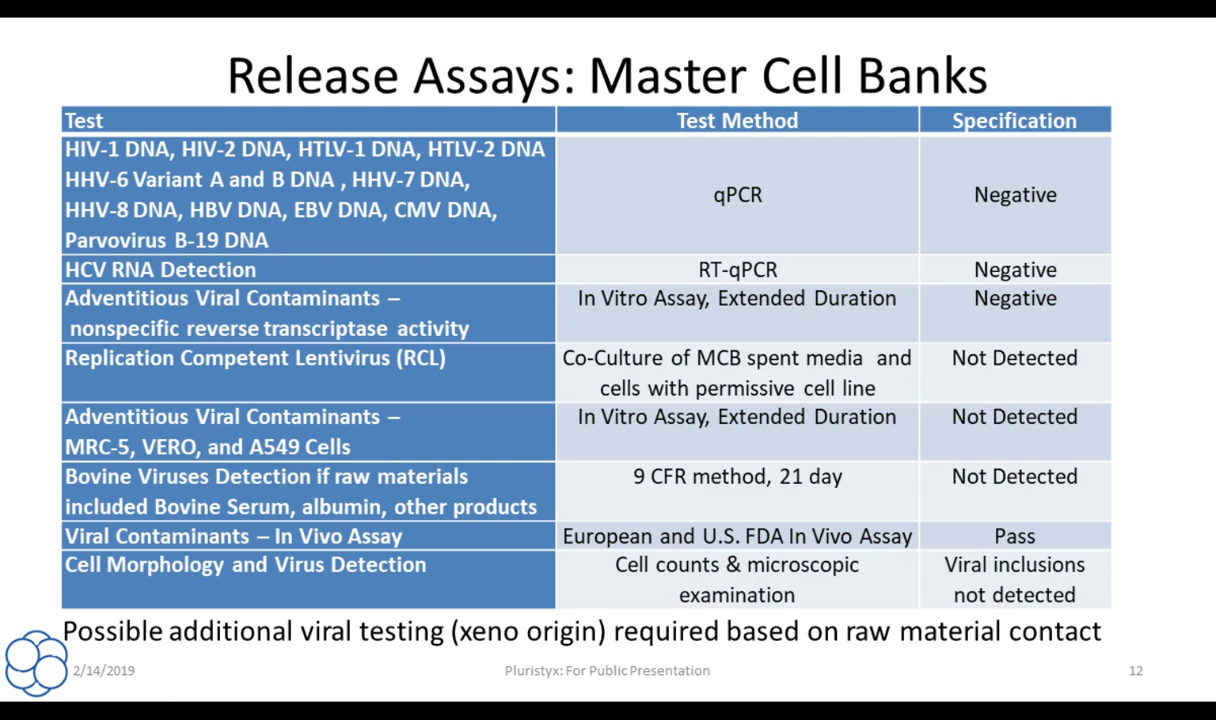 Release Assays: Master Cell Banks
Test Test Method Specification
HIV-1 DNA, HIV-2 DNA, HTLV-1 DNA, HTLV-2 DNA
HHV-6 Variant A and B DNA , HHV-7 DNA,
HHV-8 DNA, HBV DNA, EBV DNA, CMV DNA,
Parvovirus B-19 DNA
qPCR
Negative
HCV RNA Detection
RT-qPCR
Negative
Adventitious Viral Contaminants –
nonspecific reverse transcriptase activity
In Vitro Assay, Extended Duration
Negative
Replication Competent Lentivirus (RCL)
Co-Culture of MCB spent media and
cells with permissive cell line
Not Detected
Adventitious Viral Contaminants –
MRC-5, VERO, and A549 Cells
In Vitro Assay, Extended Duration
Not Detected
Bovine Viruses Detection if raw materials
included Bovine Serum, albumin, other products
9 CFR method, 21 day
Not Detected
Viral Contaminants – In Vivo Assay
European and U.S. FDA In Vivo Assay
Pass
Cell Morphology and Virus Detection
Cell counts & microscopic
examination
Viral inclusions
not detected
Possible additional viral testing (xeno origin) required based on raw material contact
2/14/2019
Pluristyx: For Public Presentation
12